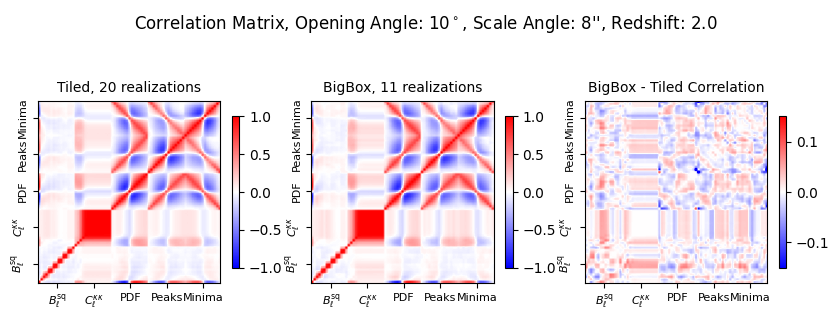 Correlation Matrix, Opening Angle: 10°, Scale Angle: 8'', Redshift: 2.0
Tiled, 20 realizations
BigBox, 11 realizations
BigBox - Tiled Correlation
Minima
Peaks
PDF
C_ℓ^κκ
B_ℓ^sq
B_ℓ^sq C_ℓ^κκ PDF Peaks Minima
1.0
0.5
0.0
−0.5
−1.0
Minima
Peaks
PDF
C_ℓ^κκ
B_ℓ^sq
B_ℓ^sq C_ℓ^κκ PDF Peaks Minima
1.0
0.5
0.0
−0.5
−1.0
Minima
Peaks
PDF
C_ℓ^κκ
B_ℓ^sq
B_ℓ^sq C_ℓ^κκ PDF Peaks Minima
0.1
0.0
−0.1